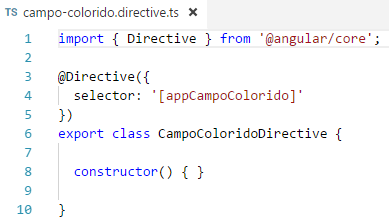 TS campo-colorido.directive.ts ×
1 import { Directive } from '@angular/core';
2
3 @Directive({
4   selector: '[appCampoColorido]'
5 })
6 export class CampoColoridoDirective {
7
8   constructor() { }
9
10 }